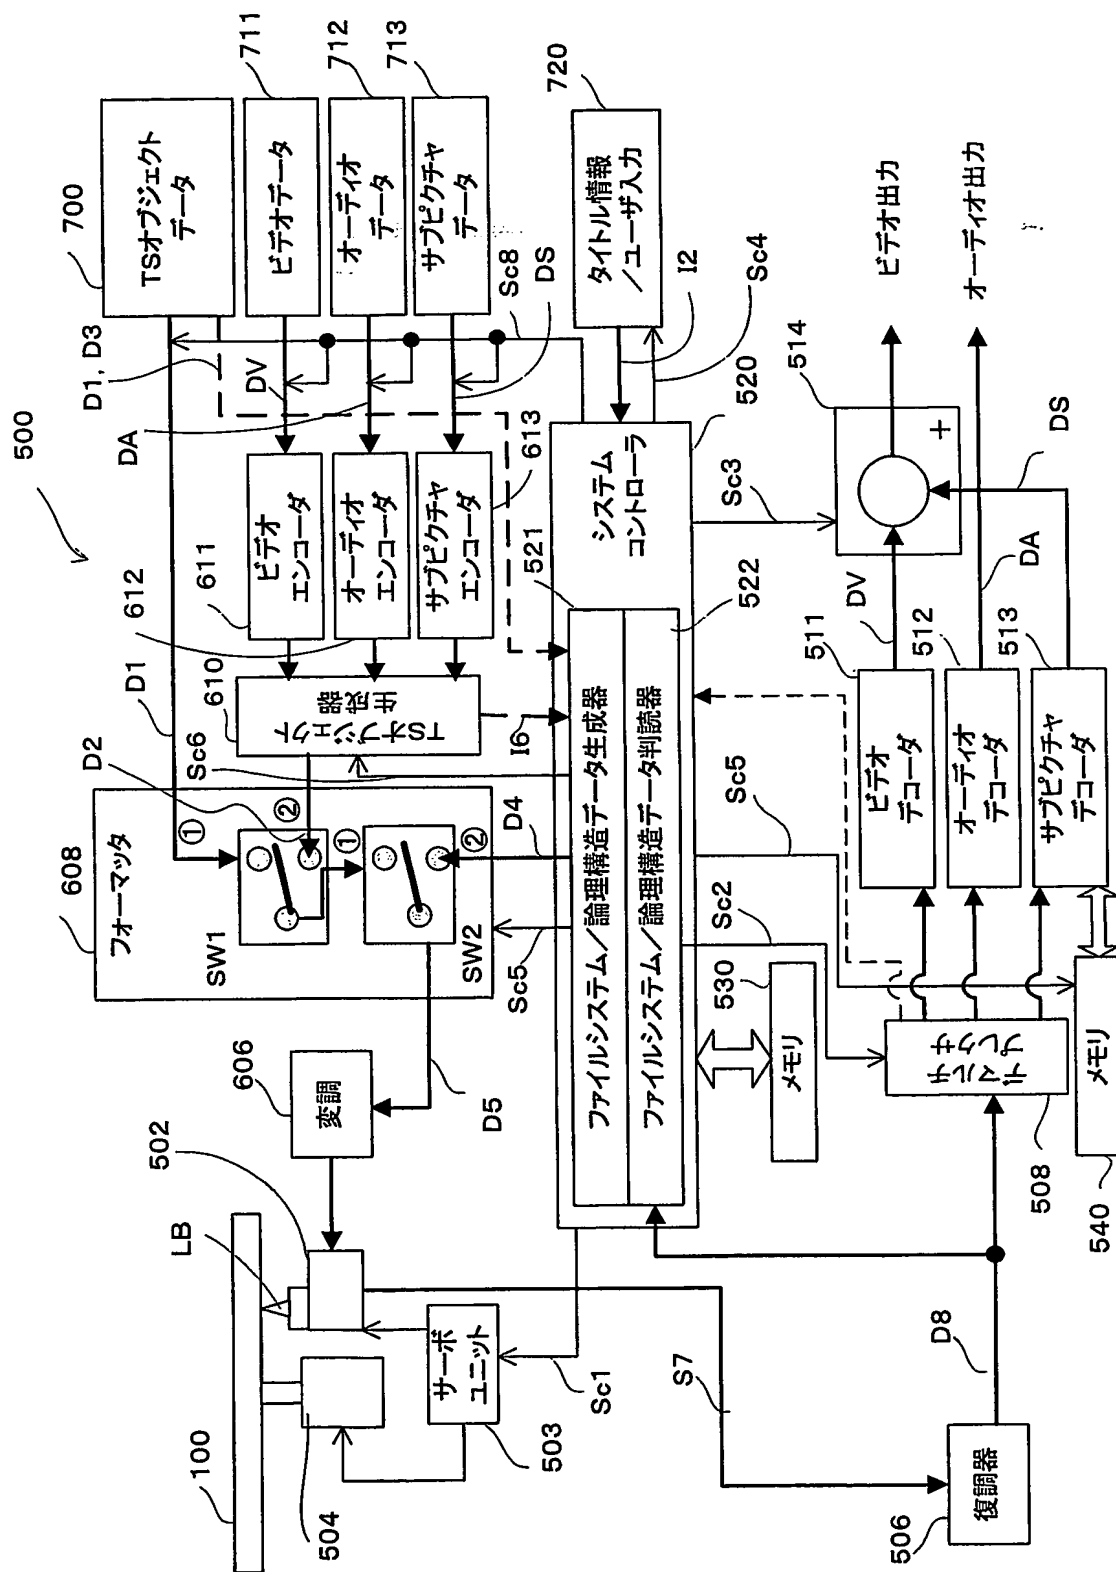 500
100
504
LB
502
503
サーボ
ユニット
Sc1
606
変調
D5
S7
506
復調器
D8
608
フォーマッタ
①
②
SW1
①
②
SW2
Sc5
D4
D2
D1
Sc6
610
TSオブジェクト
生成器
I6
612
611
ビデオ
エンコーダ
オーディオ
エンコーダ
サブピクチャ
エンコーダ
613
DA
DV
DS
D1, D3
700
TSオブジェクト
データ
711
ビデオデータ
712
オーディオ
データ
713
サブピクチャ
データ
Sc8
720
タイトル情報
/ユーザ入力
I2
Sc4
520
システム
コントローラ
521
ファイルシステム/論理構造データ生成器
522
ファイルシステム/論理構造データ判読器
530
メモリ
Sc2
Sc5
Sc3
508
デマルチ
プレクサ
540
メモリ
511
ビデオ
デコーダ
512
オーディオ
デコーダ
513
サブピクチャ
デコーダ
DV
DA
DS
514
+
ビデオ出力
オーディオ出力